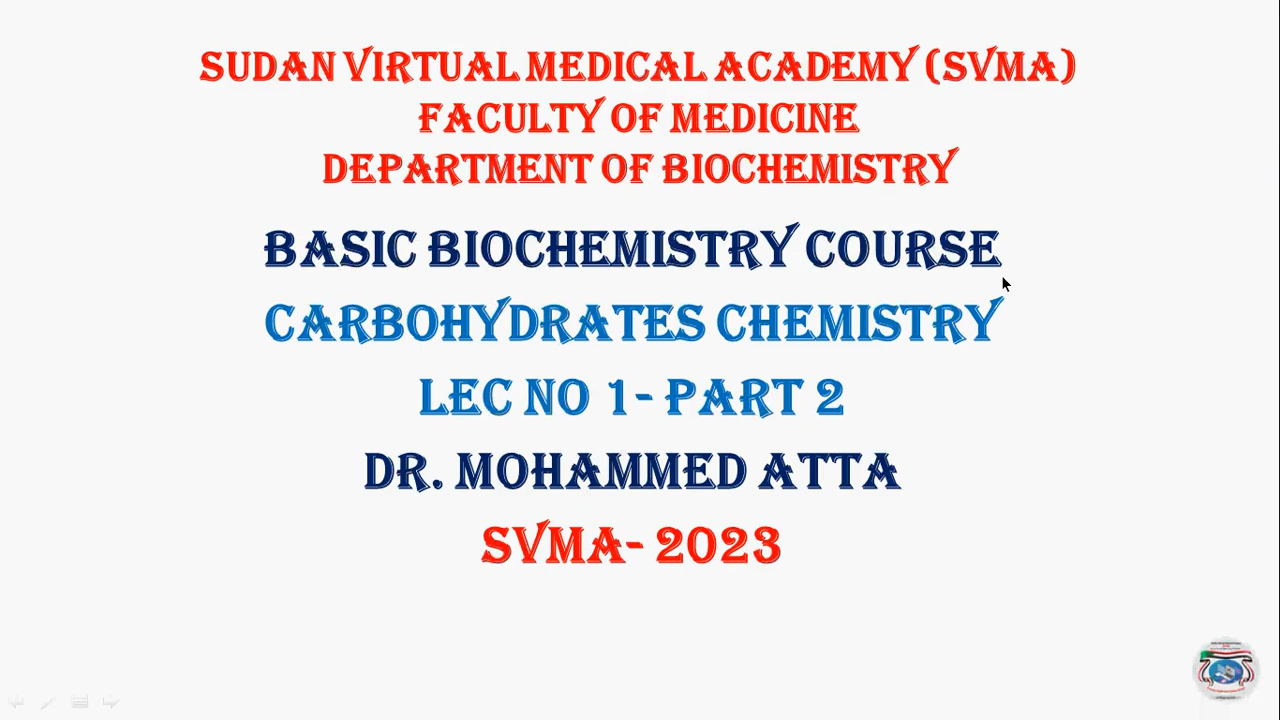 SUDAN VIRTUAL MEDICAL ACADEMY (SVMA)
FACULTY OF MEDICINE
DEPARTMENT OF BIOCHEMISTRY
BASIC BIOCHEMISTRY COURSE
CARBOHYDRATES CHEMISTRY
LEC NO 1- PART 2
DR. MOHAMMED ATTA
SVMA- 2023